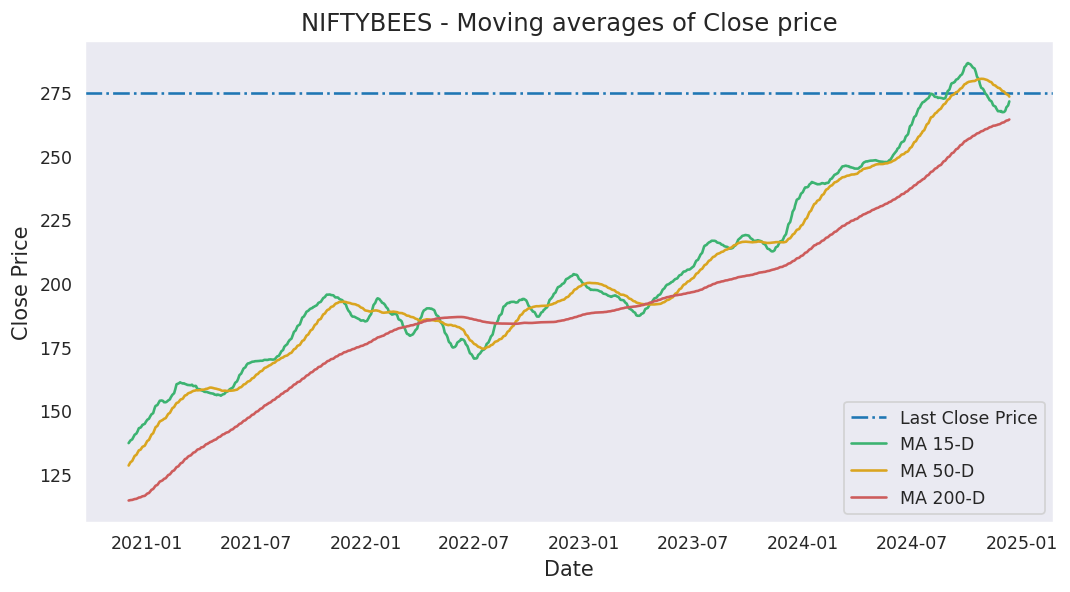 NIFTYBEES - Moving averages of Close price
Close Price
275
250
225
200
175
150
125
Last Close Price
MA 15-D
MA 50-D
MA 200-D
2021-01 2021-07 2022-01 2022-07 2023-01 2023-07 2024-01 2024-07 2025-01
Date